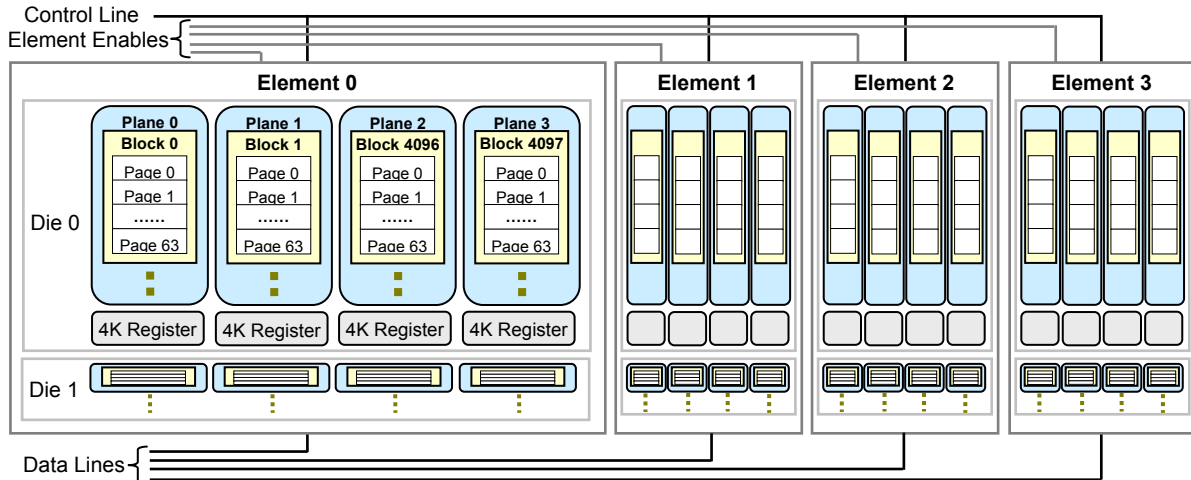 Control Line
Element Enables
Element 0
Element 1
Element 2
Element 3
Die 0
Plane 0
Block 0
Page 0
Page 1
......
Page 63
4K Register
Plane 1
Block 1
Page 0
Page 1
......
Page 63
4K Register
Plane 2
Block 4096
Page 0
Page 1
......
Page 63
4K Register
Plane 3
Block 4097
Page 0
Page 1
......
Page 63
4K Register
Die 1
Data Lines